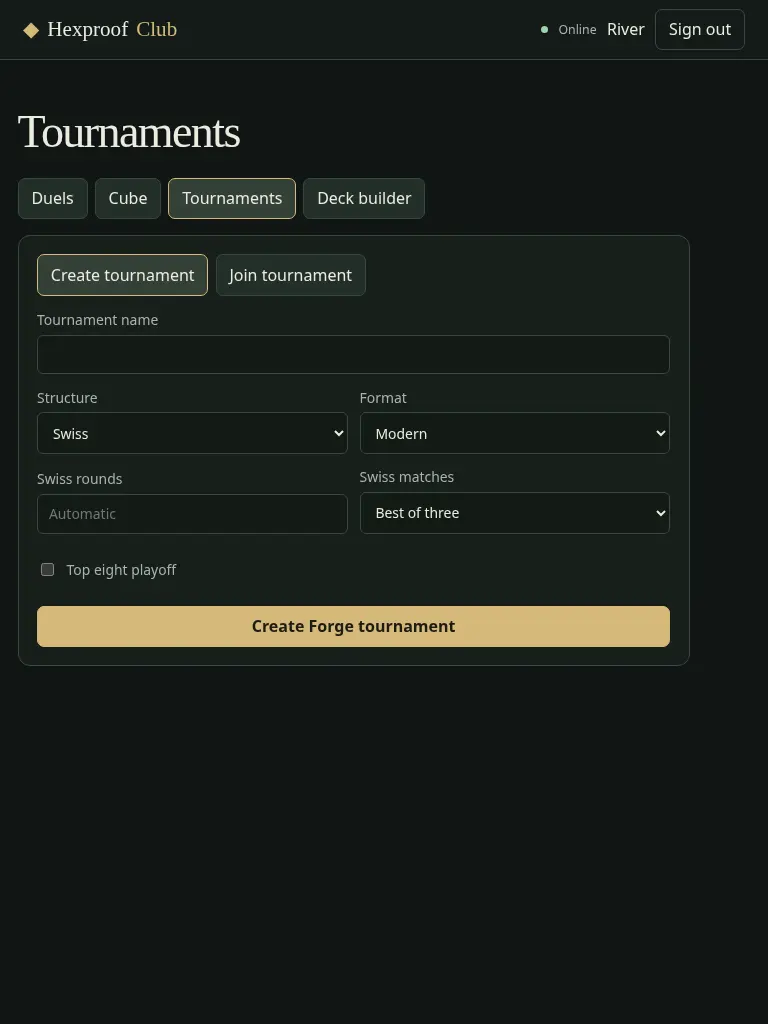 Hexproof Club
Online River Sign out
Tournaments
Duels Cube Tournaments Deck builder
Create tournament Join tournament
Tournament name
Structure Format
Swiss Modern
Swiss rounds Swiss matches
Automatic Best of three
Top eight playoff
Create Forge tournament